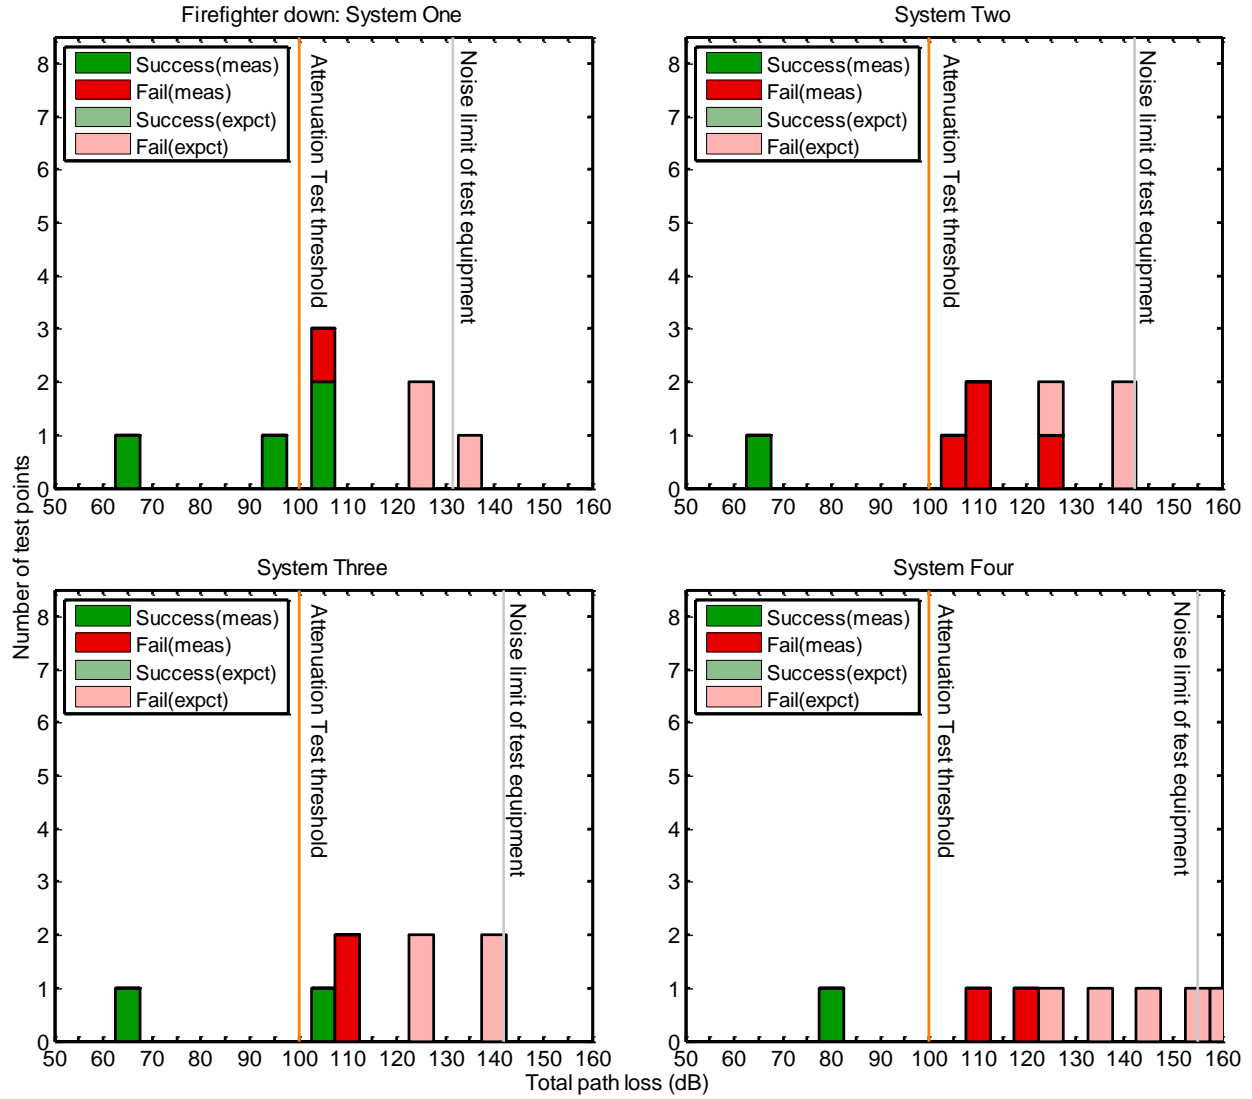 Firefighter down: System One
8
7
6
5
4
3
2
1
0
50 60 70 80 90 100 110 120 130 140 150 160
Success(meas)
Fail(meas)
Success(expct)
Fail(expct)
Attenuation Test threshold
Noise limit of test equipment
System Two
8
7
6
5
4
3
2
1
0
50 60 70 80 90 100 110 120 130 140 150 160
Success(meas)
Fail(meas)
Success(expct)
Fail(expct)
Attenuation Test threshold
Noise limit of test equipment
Number of test points
System Three
8
7
6
5
4
3
2
1
0
50 60 70 80 90 100 110 120 130 140 150 160
Success(meas)
Fail(meas)
Success(expct)
Fail(expct)
Attenuation Test threshold
Noise limit of test equipment
System Four
8
7
6
5
4
3
2
1
0
50 60 70 80 90 100 110 120 130 140 150 160
Success(meas)
Fail(meas)
Success(expct)
Fail(expct)
Attenuation Test threshold
Noise limit of test equipment
Total path loss (dB)